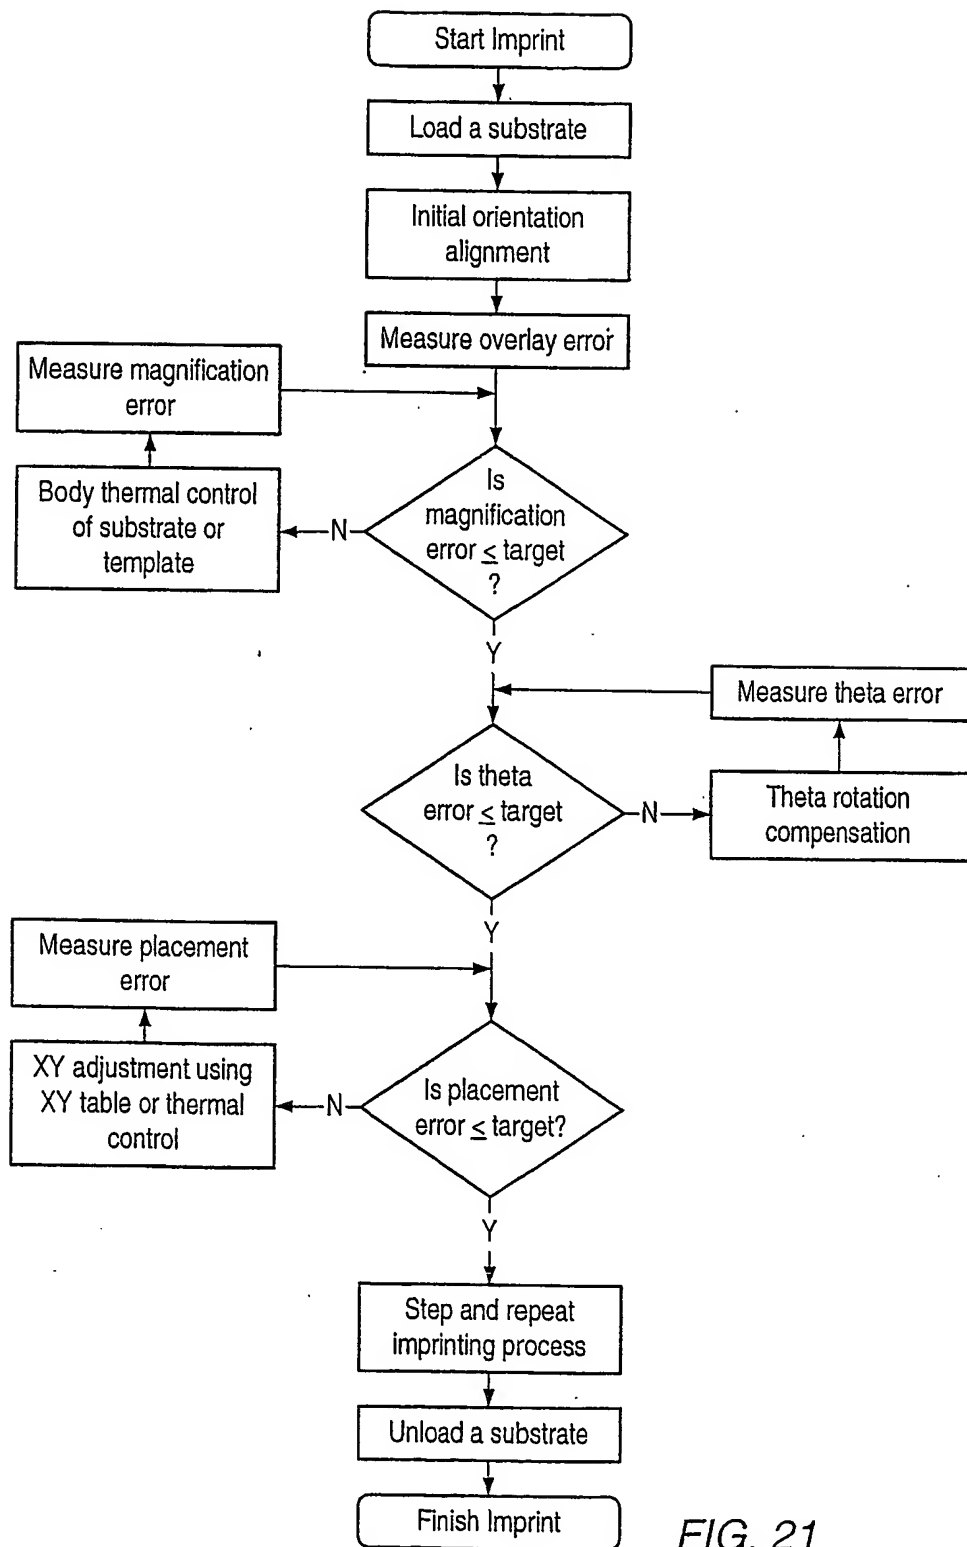 Start Imprint
Load a substrate
Initial orientation
alignment
Measure overlay error
Measure magnification
error
Body thermal control
of substrate or
template
N
Is
magnification
error ≤ target
?
Y
Measure theta error
Is theta
error ≤ target
?
N
Theta rotation
compensation
Y
Measure placement
error
XY adjustment using
XY table or thermal
control
N
Is placement
error ≤ target?
Y
Step and repeat
imprinting process
Unload a substrate
Finish Imprint
FIG. 21